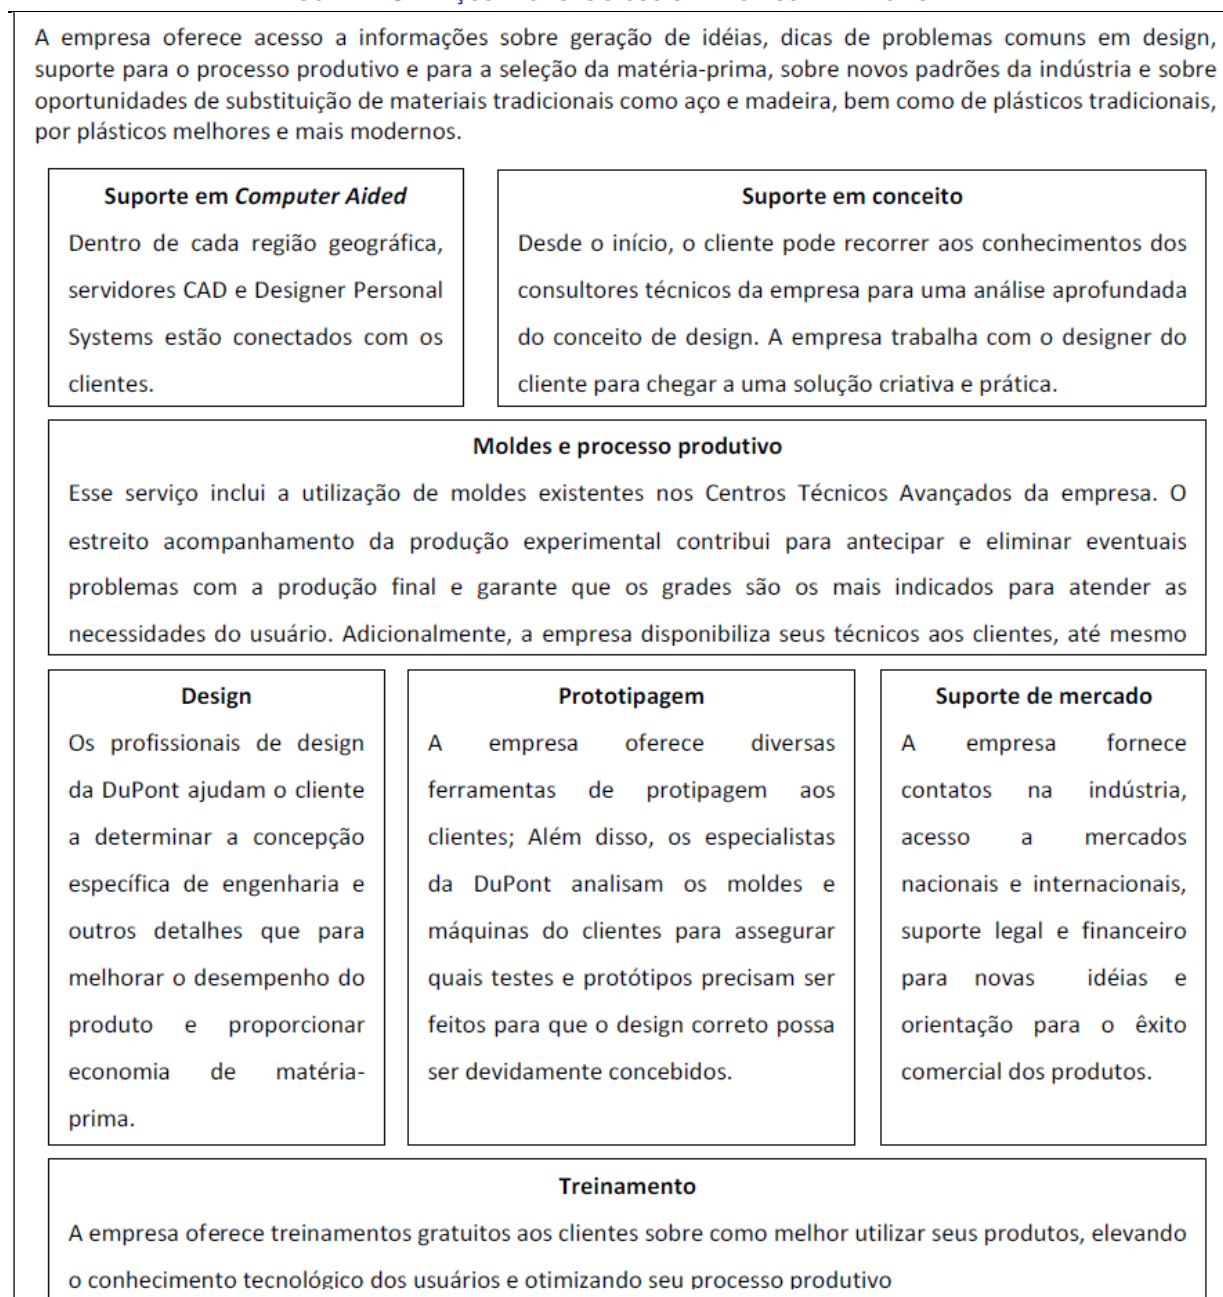 A empresa oferece acesso a informações sobre geração de idéias, dicas de problemas comuns em design,
suporte para o processo produtivo e para a seleção da matéria-prima, sobre novos padrões da indústria e sobre
oportunidades de substituição de materiais tradicionais como aço e madeira, bem como de plásticos tradicionais,
por plásticos melhores e mais modernos.
Suporte em Computer Aided
Dentro de cada região geográfica,
servidores CAD e Designer Personal
Systems estão conectados com os
clientes.
Suporte em conceito
Desde o início, o cliente pode recorrer aos conhecimentos dos
consultores técnicos da empresa para uma análise aprofundada
do conceito de design. A empresa trabalha com o designer do
cliente para chegar a uma solução criativa e prática.
Moldes e processo produtivo
Esse serviço inclui a utilização de moldes existentes nos Centros Técnicos Avançados da empresa. O
estreito acompanhamento da produção experimental contribui para antecipar e eliminar eventuais
problemas com a produção final e garante que os grades são os mais indicados para atender as
necessidades do usuário. Adicionalmente, a empresa disponibiliza seus técnicos aos clientes, até mesmo
Design
Os profissionais de design
da DuPont ajudam o cliente
a determinar a concepção
específica de engenharia e
outros detalhes que para
melhorar o desempenho do
produto e proporcionar
economia de matéria-
prima.
Prototipagem
A empresa oferece diversas
ferramentas de protipagem aos
clientes; Além disso, os especialistas
da DuPont analisam os moldes e
máquinas do clientes para assegurar
quais testes e protótipos precisam ser
feitos para que o design correto possa
ser devidamente concebidos.
Suporte de mercado
A empresa fornece
contatos na indústria,
acesso a mercados
nacionais e internacionais,
suporte legal e financeiro
para novas idéias e
orientação para o êxito
comercial dos produtos.
Treinamento
A empresa oferece treinamentos gratuitos aos clientes sobre como melhor utilizar seus produtos, elevando
o conhecimento tecnológico dos usuários e otimizando seu processo produtivo